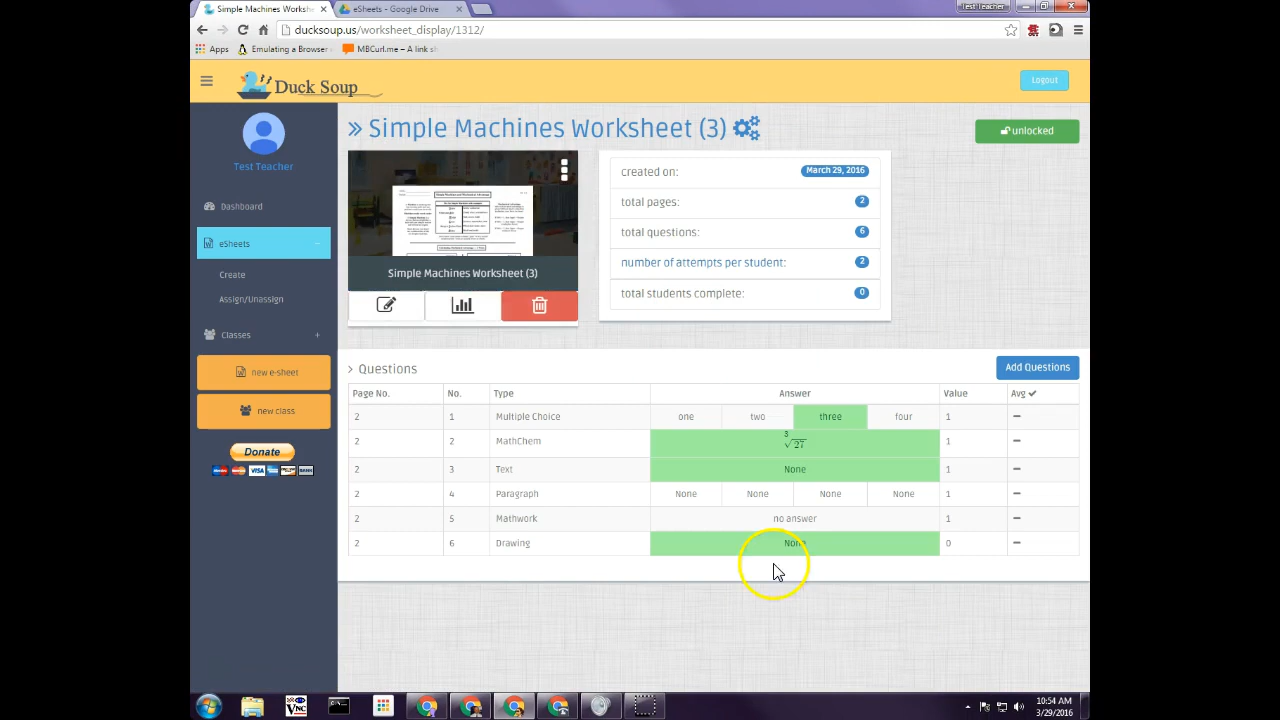 Simple Machines Worksh
eSheets - Google Drive
Test Teacher
ducksoup.us/worksheet_display/1312/
Apps
Emulating a Browser
MBCurl.me – A link sh
Duck Soup
Logout
Test Teacher
Dashboard
eSheets
Create
Assign/Unassign
Classes
new e-sheet
new class
Donate
» Simple Machines Worksheet (3)
unlocked
Simple Machines Worksheet (3)
created on: March 29, 2016
total pages: 2
total questions: 6
number of attempts per student: 2
total students complete: 0
Questions
Add Questions
Page No. No. Type Answer Value Avg ✓
2 1 Multiple Choice one two three four 1 –
2 2 MathChem ∛27 1 –
2 3 Text None 1 –
2 4 Paragraph None None None None 1 –
2 5 Mathwork no answer 1 –
2 6 Drawing None 0 –
10:54 AM
3/29/2016